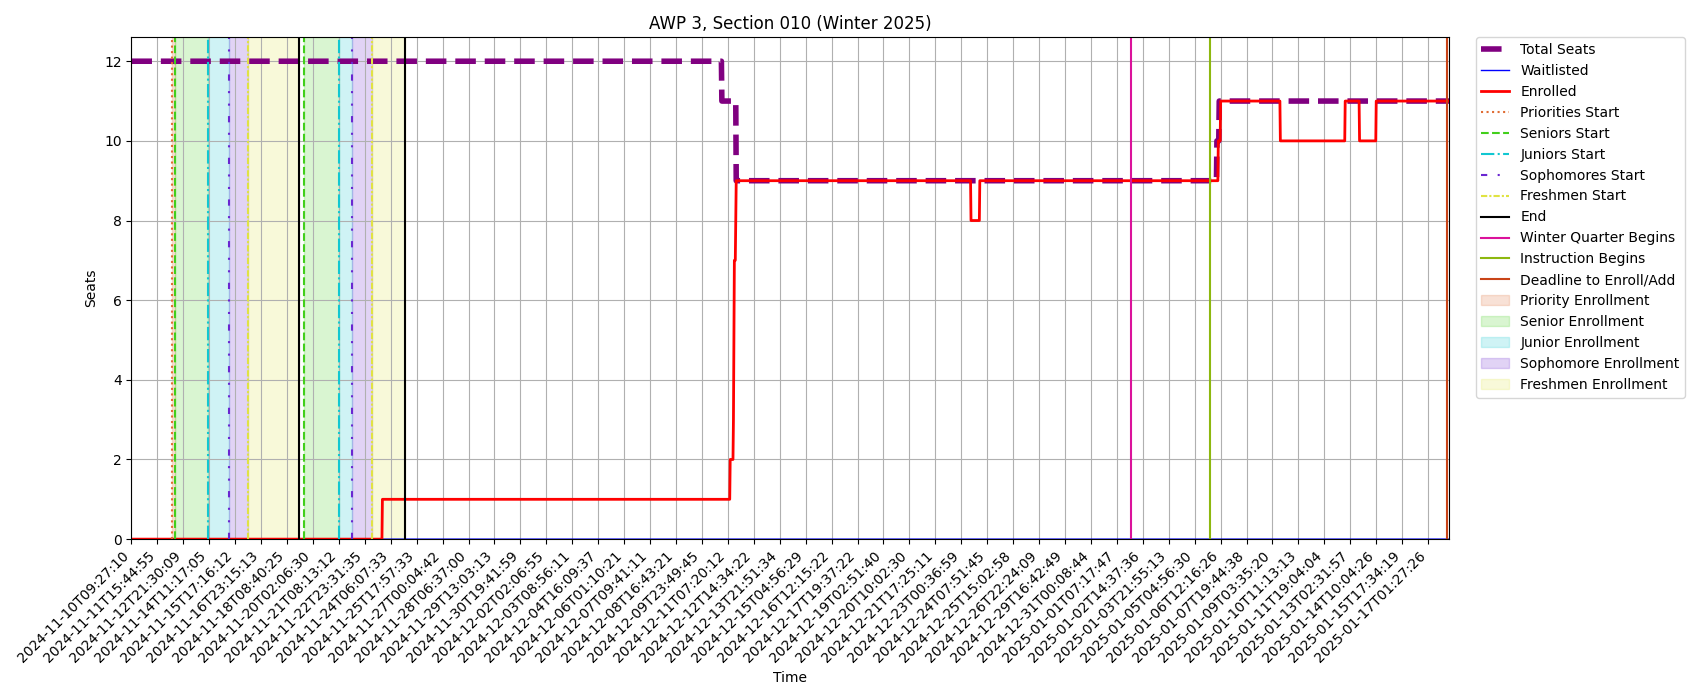 AWP 3, Section 010 (Winter 2025)
Seats
12
10
8
6
4
2
0
2024-11-10T09:27:10
2024-11-11T15:44:55
2024-11-12T21:30:09
2024-11-14T11:17:05
2024-11-15T17:16:12
2024-11-16T23:15:13
2024-11-18T08:40:25
2024-11-20T02:06:30
2024-11-21T08:13:12
2024-11-22T23:31:35
2024-11-24T06:07:33
2024-11-25T17:57:33
2024-11-27T00:04:42
2024-11-28T06:37:00
2024-11-29T13:03:13
2024-11-30T19:41:59
2024-12-02T02:06:55
2024-12-03T08:56:11
2024-12-04T16:09:37
2024-12-06T01:10:21
2024-12-07T09:41:11
2024-12-08T16:43:21
2024-12-09T23:49:45
2024-12-11T07:20:12
2024-12-12T14:34:22
2024-12-13T21:51:34
2024-12-15T04:56:29
2024-12-16T12:15:22
2024-12-17T19:37:22
2024-12-19T02:51:40
2024-12-20T10:02:30
2024-12-21T17:25:11
2024-12-23T00:36:59
2024-12-24T07:51:45
2024-12-25T15:02:58
2024-12-26T22:24:09
2024-12-29T16:42:49
2024-12-31T00:08:44
2025-01-01T07:17:47
2025-01-02T14:37:36
2025-01-03T21:55:13
2025-01-05T04:56:30
2025-01-06T12:16:26
2025-01-07T19:44:38
2025-01-09T03:35:20
2025-01-10T11:13:13
2025-01-11T19:04:04
2025-01-13T02:31:57
2025-01-14T10:04:26
2025-01-15T17:34:19
2025-01-17T01:27:26
Time
Total Seats
Waitlisted
Enrolled
Priorities Start
Seniors Start
Juniors Start
Sophomores Start
Freshmen Start
End
Winter Quarter Begins
Instruction Begins
Deadline to Enroll/Add
Priority Enrollment
Senior Enrollment
Junior Enrollment
Sophomore Enrollment
Freshmen Enrollment